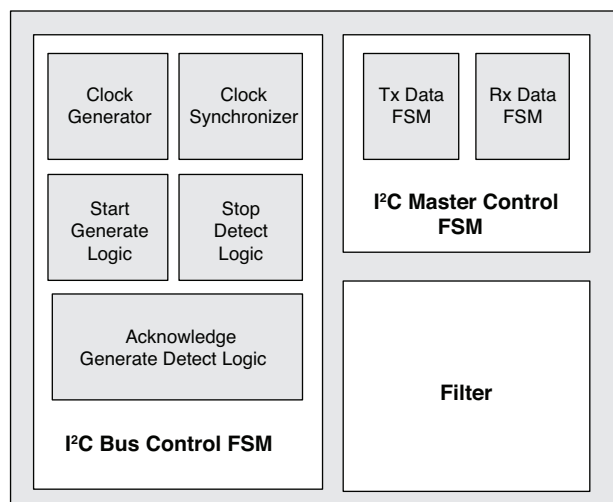 Clock
Generator
Clock
Synchronizer
Start
Generate
Logic
Stop
Detect
Logic
Acknowledge
Generate Detect Logic
I²C Bus Control FSM
Tx Data
FSM
Rx Data
FSM
I²C Master Control
FSM
Filter